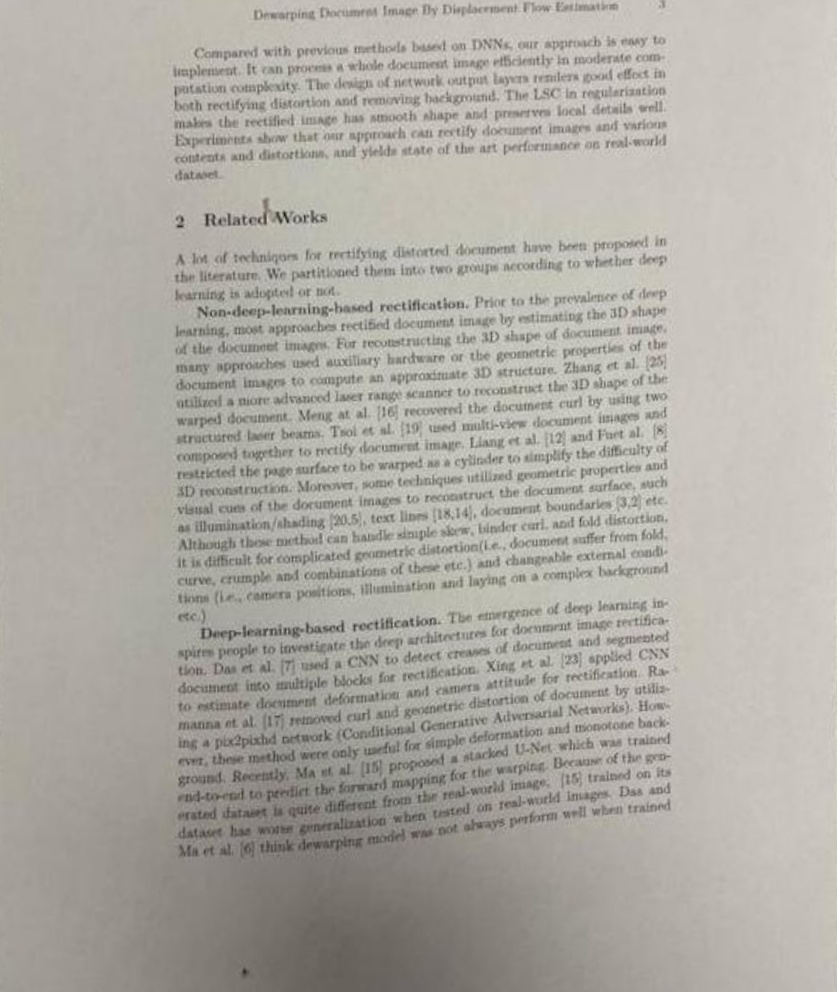 Dewarping Document Image By Displacement Flow Estimation 3
Compared with previous methods based on DNNs, our approach is easy to
implement. It can process a whole document image efficiently in moderate com-
putation complexity. The design of network output layers renders good effect in
both rectifying distortion and removing background. The LSC in regularization
makes the rectified image has smooth shape and preserves local details well.
Experiments show that our approach can rectify document images and various
contents and distortions, and yields state of the art performance on real-world
dataset.
2 Related Works
A lot of techniques for rectifying distorted document have been proposed in
the literature. We partitioned them into two groups according to whether deep
learning is adopted or not.
Non-deep-learning-based rectification. Prior to the prevalence of deep
learning, most approaches rectified document image by estimating the 3D shape
of the document images. For reconstructing the 3D shape of document image,
many approaches used auxiliary hardware or the geometric properties of the
document images to compute an approximate 3D structure. Zhang et al. [25]
utilized a more advanced laser range scanner to reconstruct the 3D shape of the
warped document. Meng at al. [16] recovered the document curl by using two
structured laser beams. Tsoi et al. [19] used multi-view document images and
composed together to rectify document image. Liang et al. [12] and Fuet al. [8]
restricted the page surface to be warped as a cylinder to simplify the difficulty of
3D reconstruction. Moreover, some techniques utilized geometric properties and
visual cues of the document images to reconstruct the document surface, such
as illumination/shading [20,5], text lines [18,14], document boundaries [3,2] etc.
Although these method can handle simple skew, binder curl, and fold distortion,
it is difficult for complicated geometric distortion(i.e., document suffer from fold,
curve, crumple and combinations of these etc.) and changeable external condi-
tions (i.e., camera positions, illumination and laying on a complex background
etc.)
Deep-learning-based rectification. The emergence of deep learning in-
spires people to investigate the deep architectures for document image rectifica-
tion. Das et al. [7] used a CNN to detect creases of document and segmented
document into multiple blocks for rectification. Xing et al. [23] applied CNN
to estimate document deformation and camera attitude for rectification. Ra-
manna et al. [17] removed curl and geometric distortion of document by utiliz-
ing a pix2pixhd network (Conditional Generative Adversarial Networks). How-
ever, these method were only useful for simple deformation and monotone back-
ground. Recently, Ma et al. [15] proposed a stacked U-Net which was trained
end-to-end to predict the forward mapping for the warping. Because of the gen-
erated dataset is quite different from the real-world image, [15] trained on its
dataset has worse generalization when tested on real-world images. Das and
Ma et al. [6] think dewarping model was not always perform well when trained